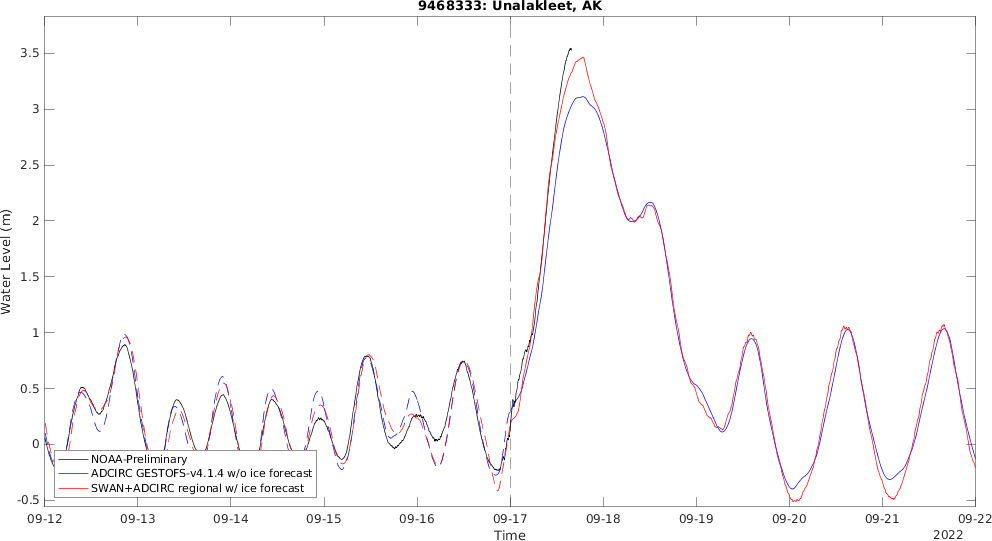 9468333: Unalakleet, AK
Water Level (m)
3.5
3
2.5
2
1.5
1
0.5
0
-0.5
NOAA-Preliminary
ADCIRC GESTOFS-v4.1.4 w/o ice forecast
SWAN+ADCIRC regional w/ ice forecast
09-12 09-13 09-14 09-15 09-16 09-17 09-18 09-19 09-20 09-21 09-22
Time
2022